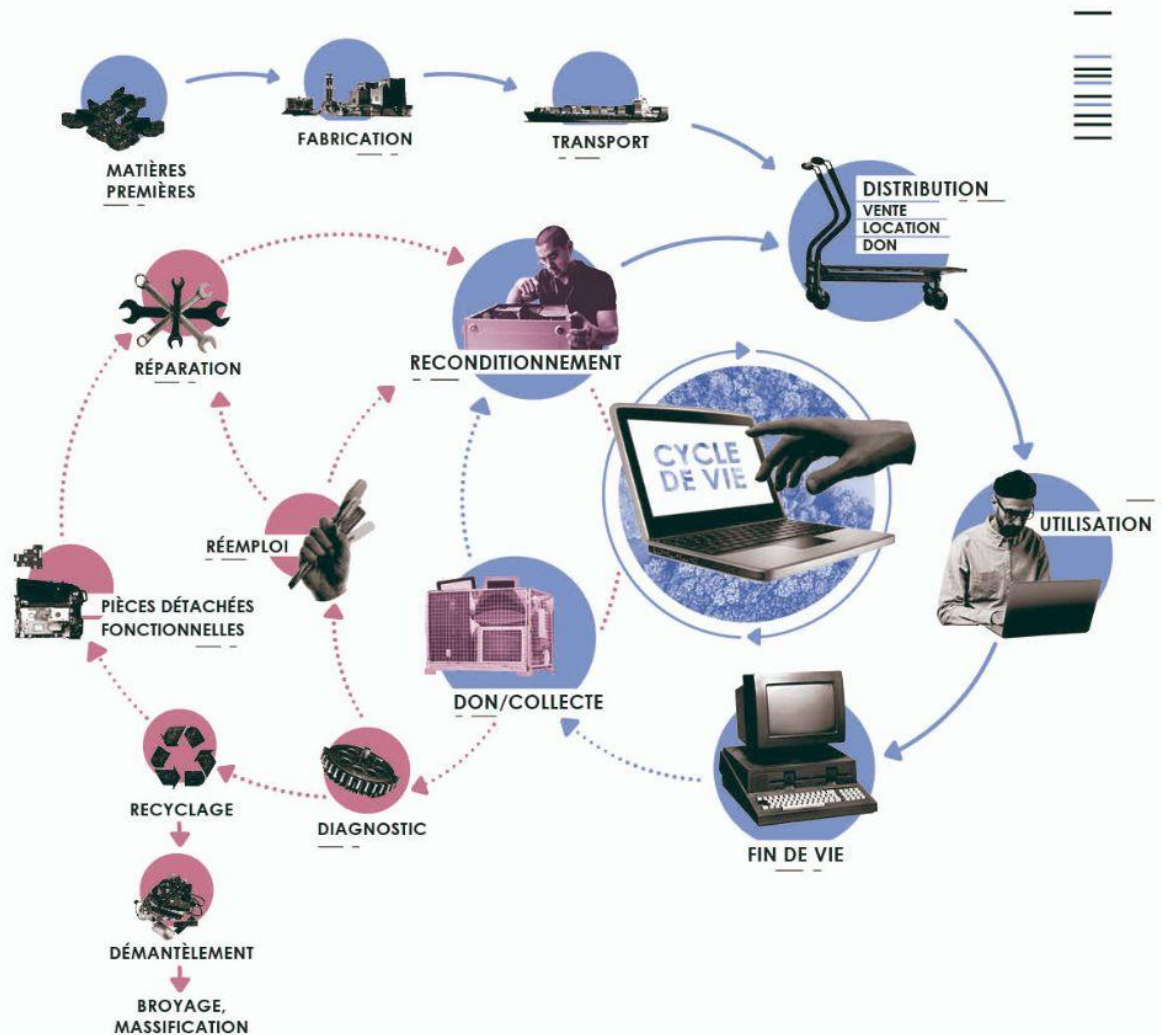 MATIÈRES
PREMIÈRES
FABRICATION
TRANSPORT
DISTRIBUTION
VENTE
LOCATION
DON
RÉPARATION
RECONDITIONNEMENT
CYCLE
DE VIE
UTILISATION
RÉEMPLOI
PIÈCES DÉTACHÉES
FONCTIONNELLES
DON/COLLECTE
RECYCLAGE
DIAGNOSTIC
FIN DE VIE
DÉMANTÈLEMENT
BROYAGE,
MASSIFICATION